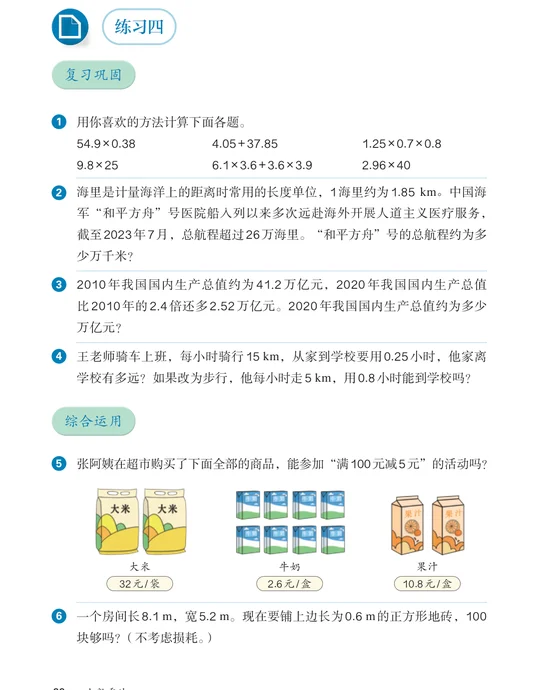 练习四
复习巩固
1 用你喜欢的方法计算下面各题。
54.9×0.38 4.05+37.85 1.25×0.7×0.8
9.8×25 6.1×3.6+3.6×3.9 2.96×40
2 海里是计量海洋上的距离时常用的长度单位，1海里约为1.85 km。中国海
军“和平方舟”号医院船入列以来多次远赴海外开展人道主义医疗服务，
截至2023年7月，总航程超过26万海里。“和平方舟”号的总航程约为多
少万千米？
3 2010年我国国内生产总值约为41.2万亿元，2020年我国国内生产总值
比2010年的2.4倍还多2.52万亿元。2020年我国国内生产总值约为多少
万亿元？
4 王老师骑车上班，每小时骑行15 km，从家到学校要用0.25小时，他家离
学校有多远？如果改为步行，他每小时走5 km，用0.8小时能到学校吗？
综合运用
5 张阿姨在超市购买了下面全部的商品，能参加“满100元减5元”的活动吗？
大米 大米
果汁
大米 牛奶 果汁
32元/袋 2.6元/盒 10.8元/盒
6 一个房间长8.1 m，宽5.2 m。现在要铺上边长为0.6 m的正方形地砖，100
块够吗？（不考虑损耗。）